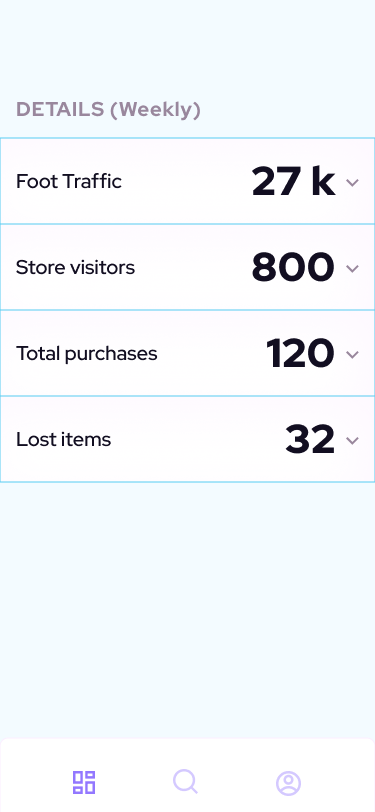 DETAILS (Weekly)
Foot Traffic 27 k
Store visitors 800
Total purchases 120
Lost items 32